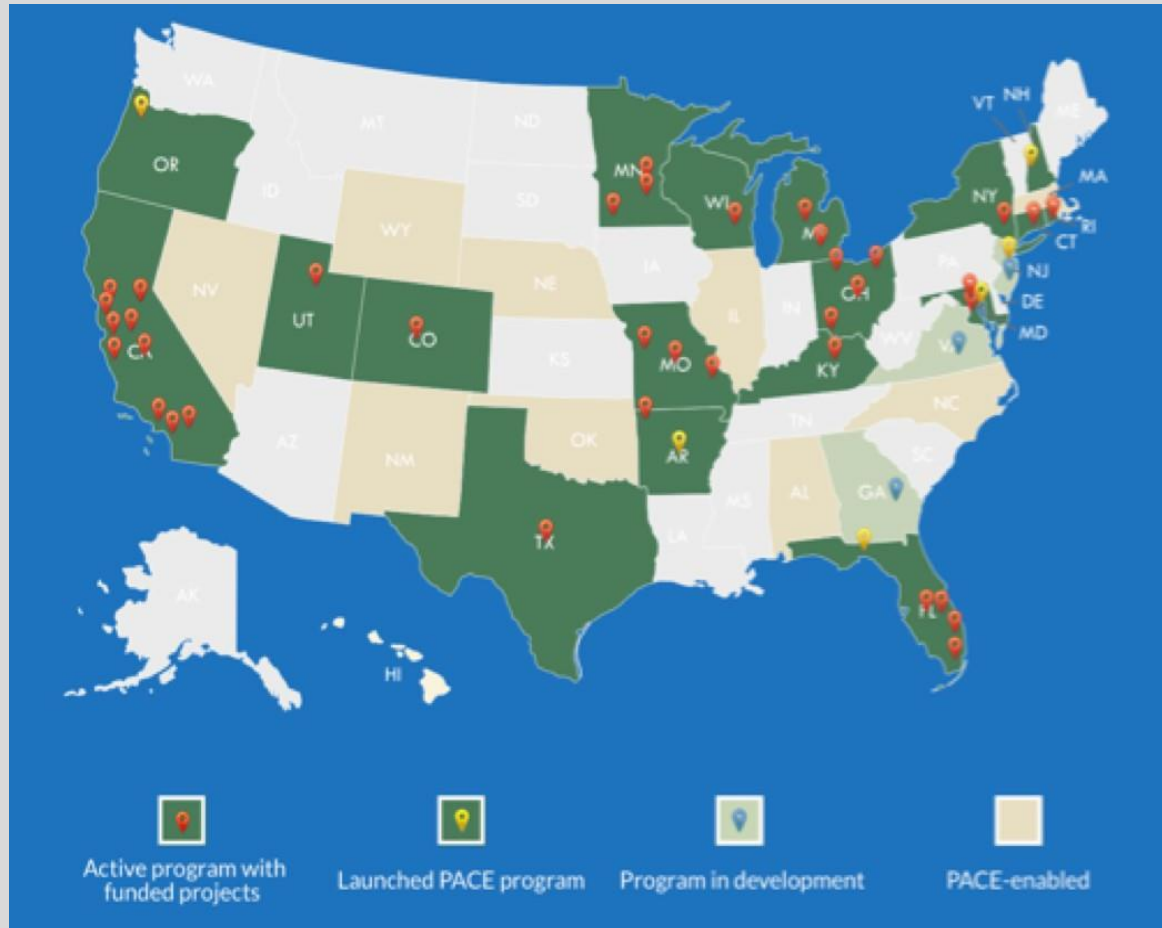 WA
MT
ND
MN
VT
NH
ME
OR
ID
SD
WI
MI
NY
MA
RI
CT
WY
IA
PA
NJ
NV
NE
IL
IN
OH
DE
MD
UT
CO
CA
KS
MO
KY
WV
VA
AZ
NM
OK
AR
TN
NC
SC
MS
AL
GA
TX
LA
FL
AK
HI
Active program with
funded projects
Launched PACE program
Program in development
PACE-enabled